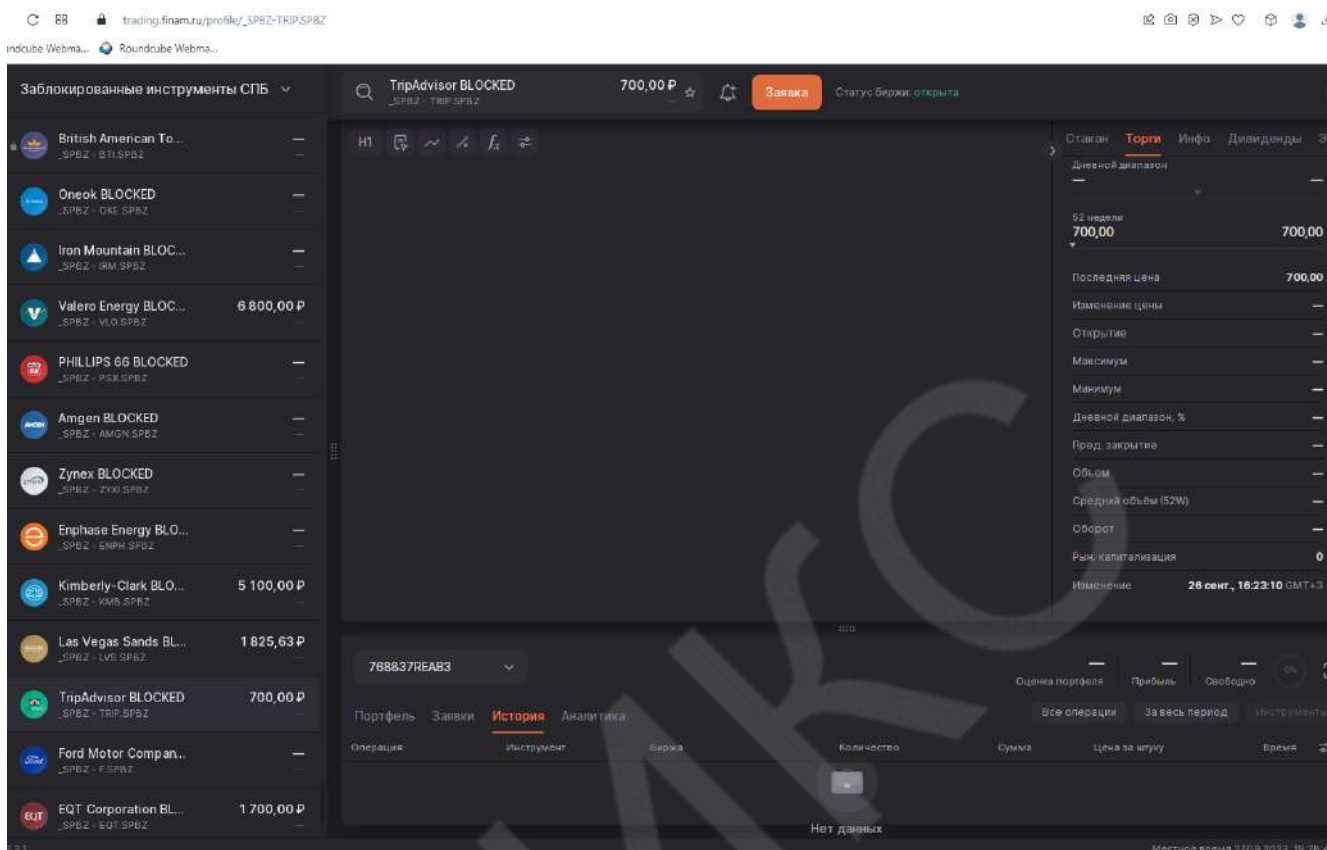 trading.finam.ru/profile/_SPBZ-TRIP.SPBZ
undcube Webma... Roundcube Webma...
Заблокированные инструменты СПБ
TripAdvisor BLOCKED 700,00 ₽
_SPBZ - TRIP.SPBZ
Заявка
Статус биржи: открыта
British American To... —
_SPBZ - BTI.SPBZ —
Oneok BLOCKED —
_SPBZ - OKE.SPBZ —
Iron Mountain BLOC... —
_SPBZ - IRM.SPBZ —
Valero Energy BLOC... 6 800,00 ₽
_SPBZ - VLO.SPBZ —
PHILLIPS 66 BLOCKED —
_SPBZ - PSX.SPBZ —
Amgen BLOCKED —
_SPBZ - AMGN.SPBZ —
Zynex BLOCKED —
_SPBZ - ZYXI.SPBZ —
Enphase Energy BLO... —
_SPBZ - ENPH.SPBZ —
Kimberly-Clark BLO... 5 100,00 ₽
_SPBZ - KMB.SPBZ —
Las Vegas Sands BL... 1 825,63 ₽
_SPBZ - LVS.SPBZ —
TripAdvisor BLOCKED 700,00 ₽
_SPBZ - TRIP.SPBZ —
Ford Motor Compan... —
_SPBZ - F.SPBZ —
EQT Corporation BL... 1 700,00 ₽
_SPBZ - EQT.SPBZ —
H1
Стакан Торги Инфо Дивиденды Э
Дневной диапазон
— —
52 недели
700,00 700,00
Последняя цена 700,00
Изменение цены —
Открытие —
Максимум —
Минимум —
Дневной диапазон, % —
Пред. закрытие —
Объем —
Средний объём (52W) —
Оборот —
Рын. капитализация 0
Изменение 26 сент., 16:23:10 GMT+3
768837REAB3
— — — 0%
Оценка портфеля Прибыль Свободно
Портфель Заявки История Аналитика
Все операции За весь период Инструменты
Операция Инструмент Биржа Количество Сумма Цена за штуку Время
Нет данных
ИКС